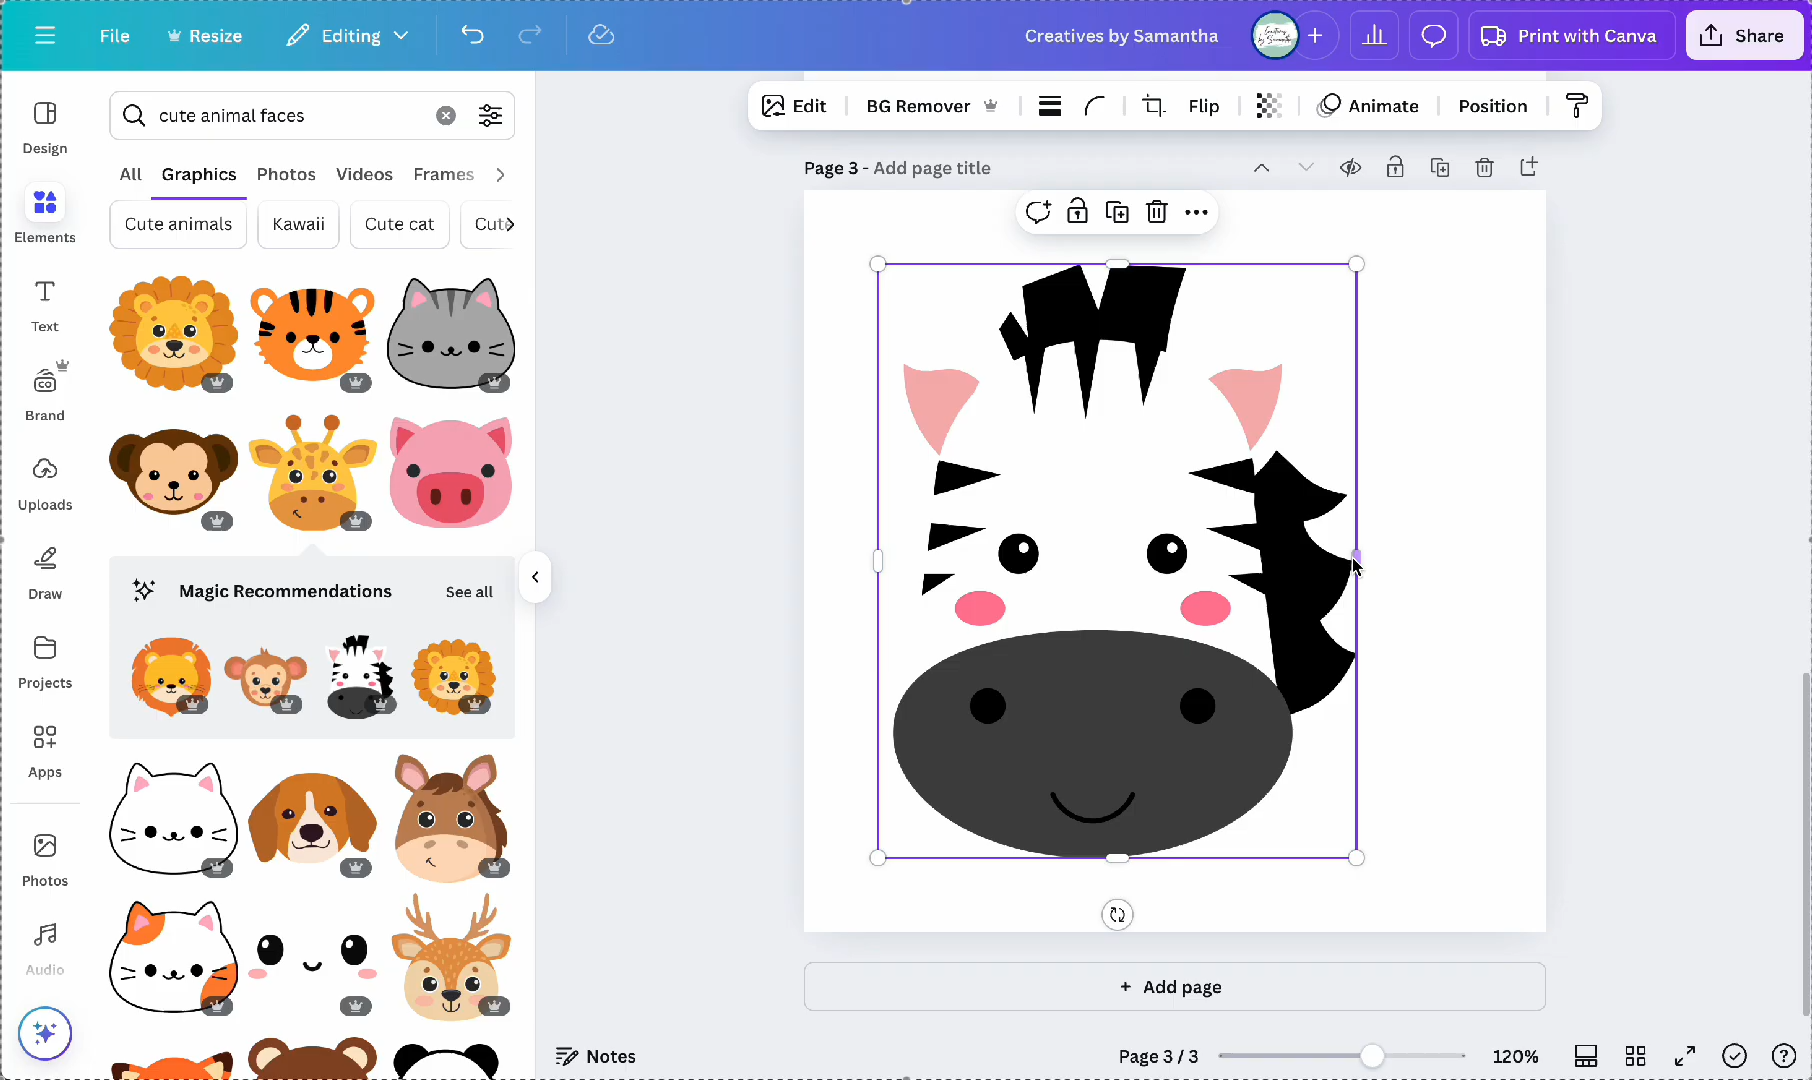 File
Resize
Editing
Creatives by Samantha
Print with Canva
Share
Design
Elements
Text
Brand
Uploads
Draw
Projects
Apps
Photos
Audio
cute animal faces
All Graphics Photos Videos Frames
Cute animals Kawaii Cute cat
Magic Recommendations See all
Edit BG Remover Flip Animate Position
Page 3 - Add page title
+ Add page
Notes
Page 3 / 3
120%